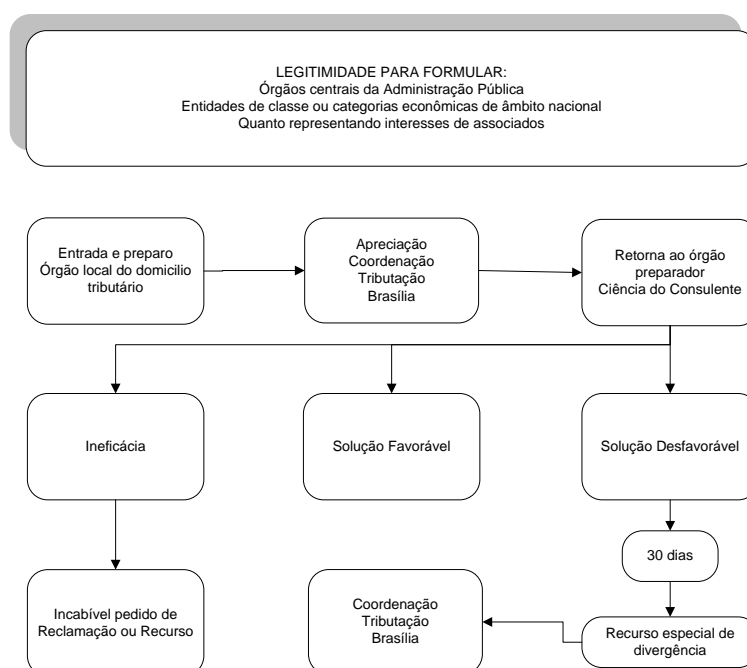 LEGITIMIDADE PARA FORMULAR:
Órgãos centrais da Administração Pública
Entidades de classe ou categorias econômicas de âmbito nacional
Quanto representando interesses de associados
Entrada e preparo
Órgão local do domicilio
tributário
Apreciação
Coordenação
Tributação
Brasília
Retorna ao órgão
preparador
Ciência do Consulente
Ineficácia
Solução Favorável
Solução Desfavorável
30 dias
Incabível pedido de
Reclamação ou Recurso
Coordenação
Tributação
Brasília
Recurso especial de
divergência